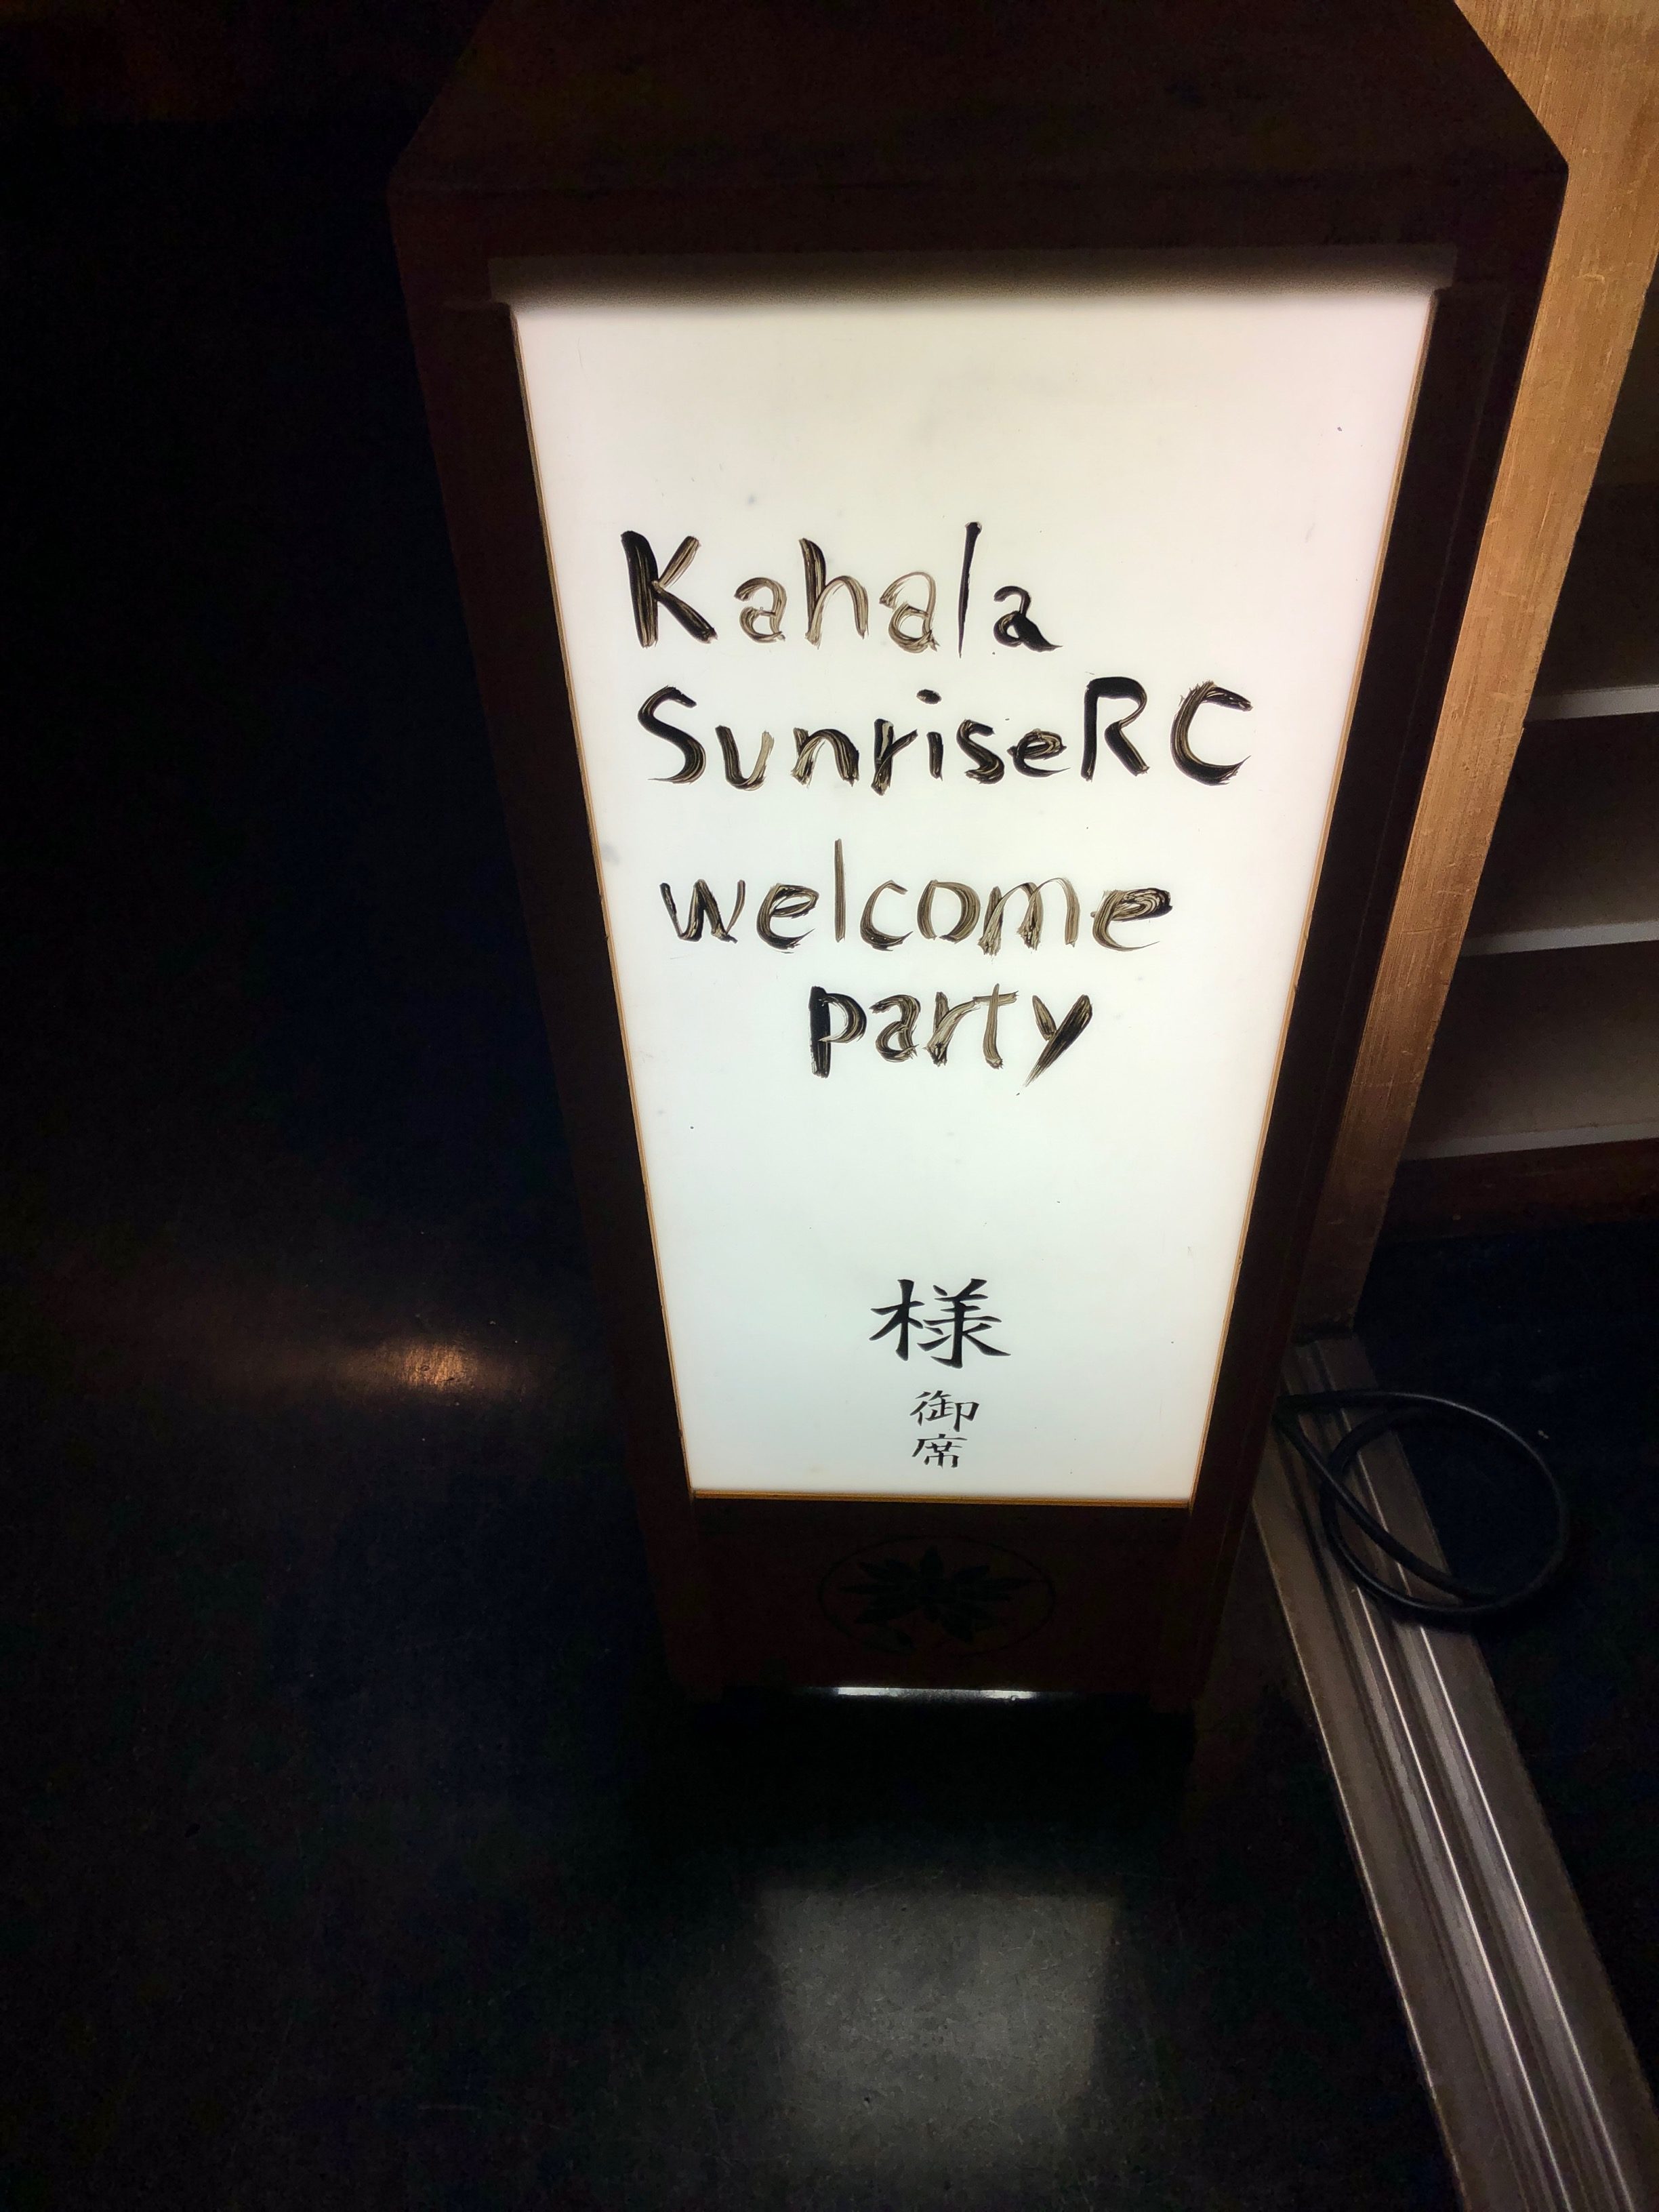 Kahala
SunriseRC
welcome
party
様
御
席